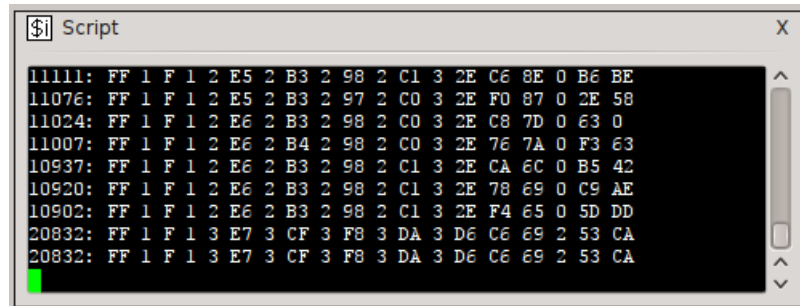 $i Script X
11111: FF 1 F 1 2 E5 2 B3 2 98 2 C1 3 2E C6 8E 0 B6 BE
11076: FF 1 F 1 2 E5 2 B3 2 97 2 C0 3 2E F0 87 0 2E 58
11024: FF 1 F 1 2 E6 2 B3 2 98 2 C0 3 2E C8 7D 0 63 0
11007: FF 1 F 1 2 E6 2 B4 2 98 2 C0 3 2E 76 7A 0 F3 63
10937: FF 1 F 1 2 E6 2 B3 2 98 2 C1 3 2E CA 6C 0 B5 42
10920: FF 1 F 1 2 E6 2 B3 2 98 2 C1 3 2E 78 69 0 C9 AE
10902: FF 1 F 1 2 E6 2 B3 2 98 2 C1 3 2E F4 65 0 5D DD
20832: FF 1 F 1 3 E7 3 CF 3 F8 3 DA 3 D6 C6 69 2 53 CA
20832: FF 1 F 1 3 E7 3 CF 3 F8 3 DA 3 D6 C6 69 2 53 CA